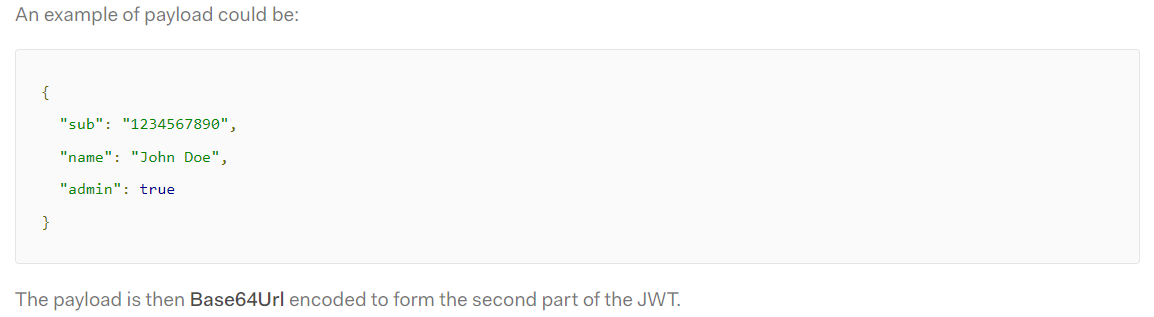 An example of payload could be:
{
"sub": "1234567890",
"name": "John Doe",
"admin": true
}
The payload is then Base64Url encoded to form the second part of the JWT.